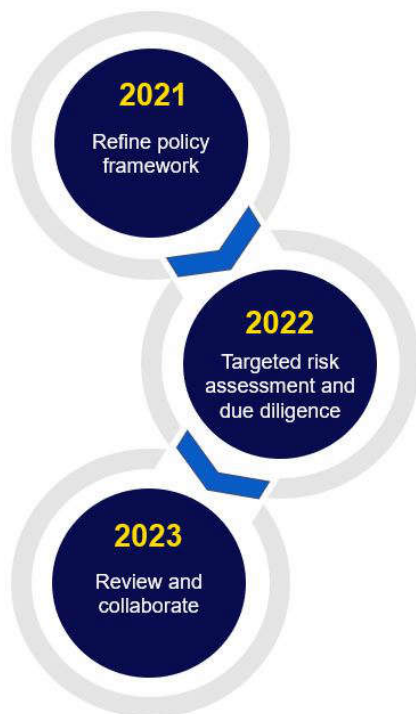 2021
Refine policy
framework
2022
Targeted risk
assessment and
due diligence
2023
Review and
collaborate